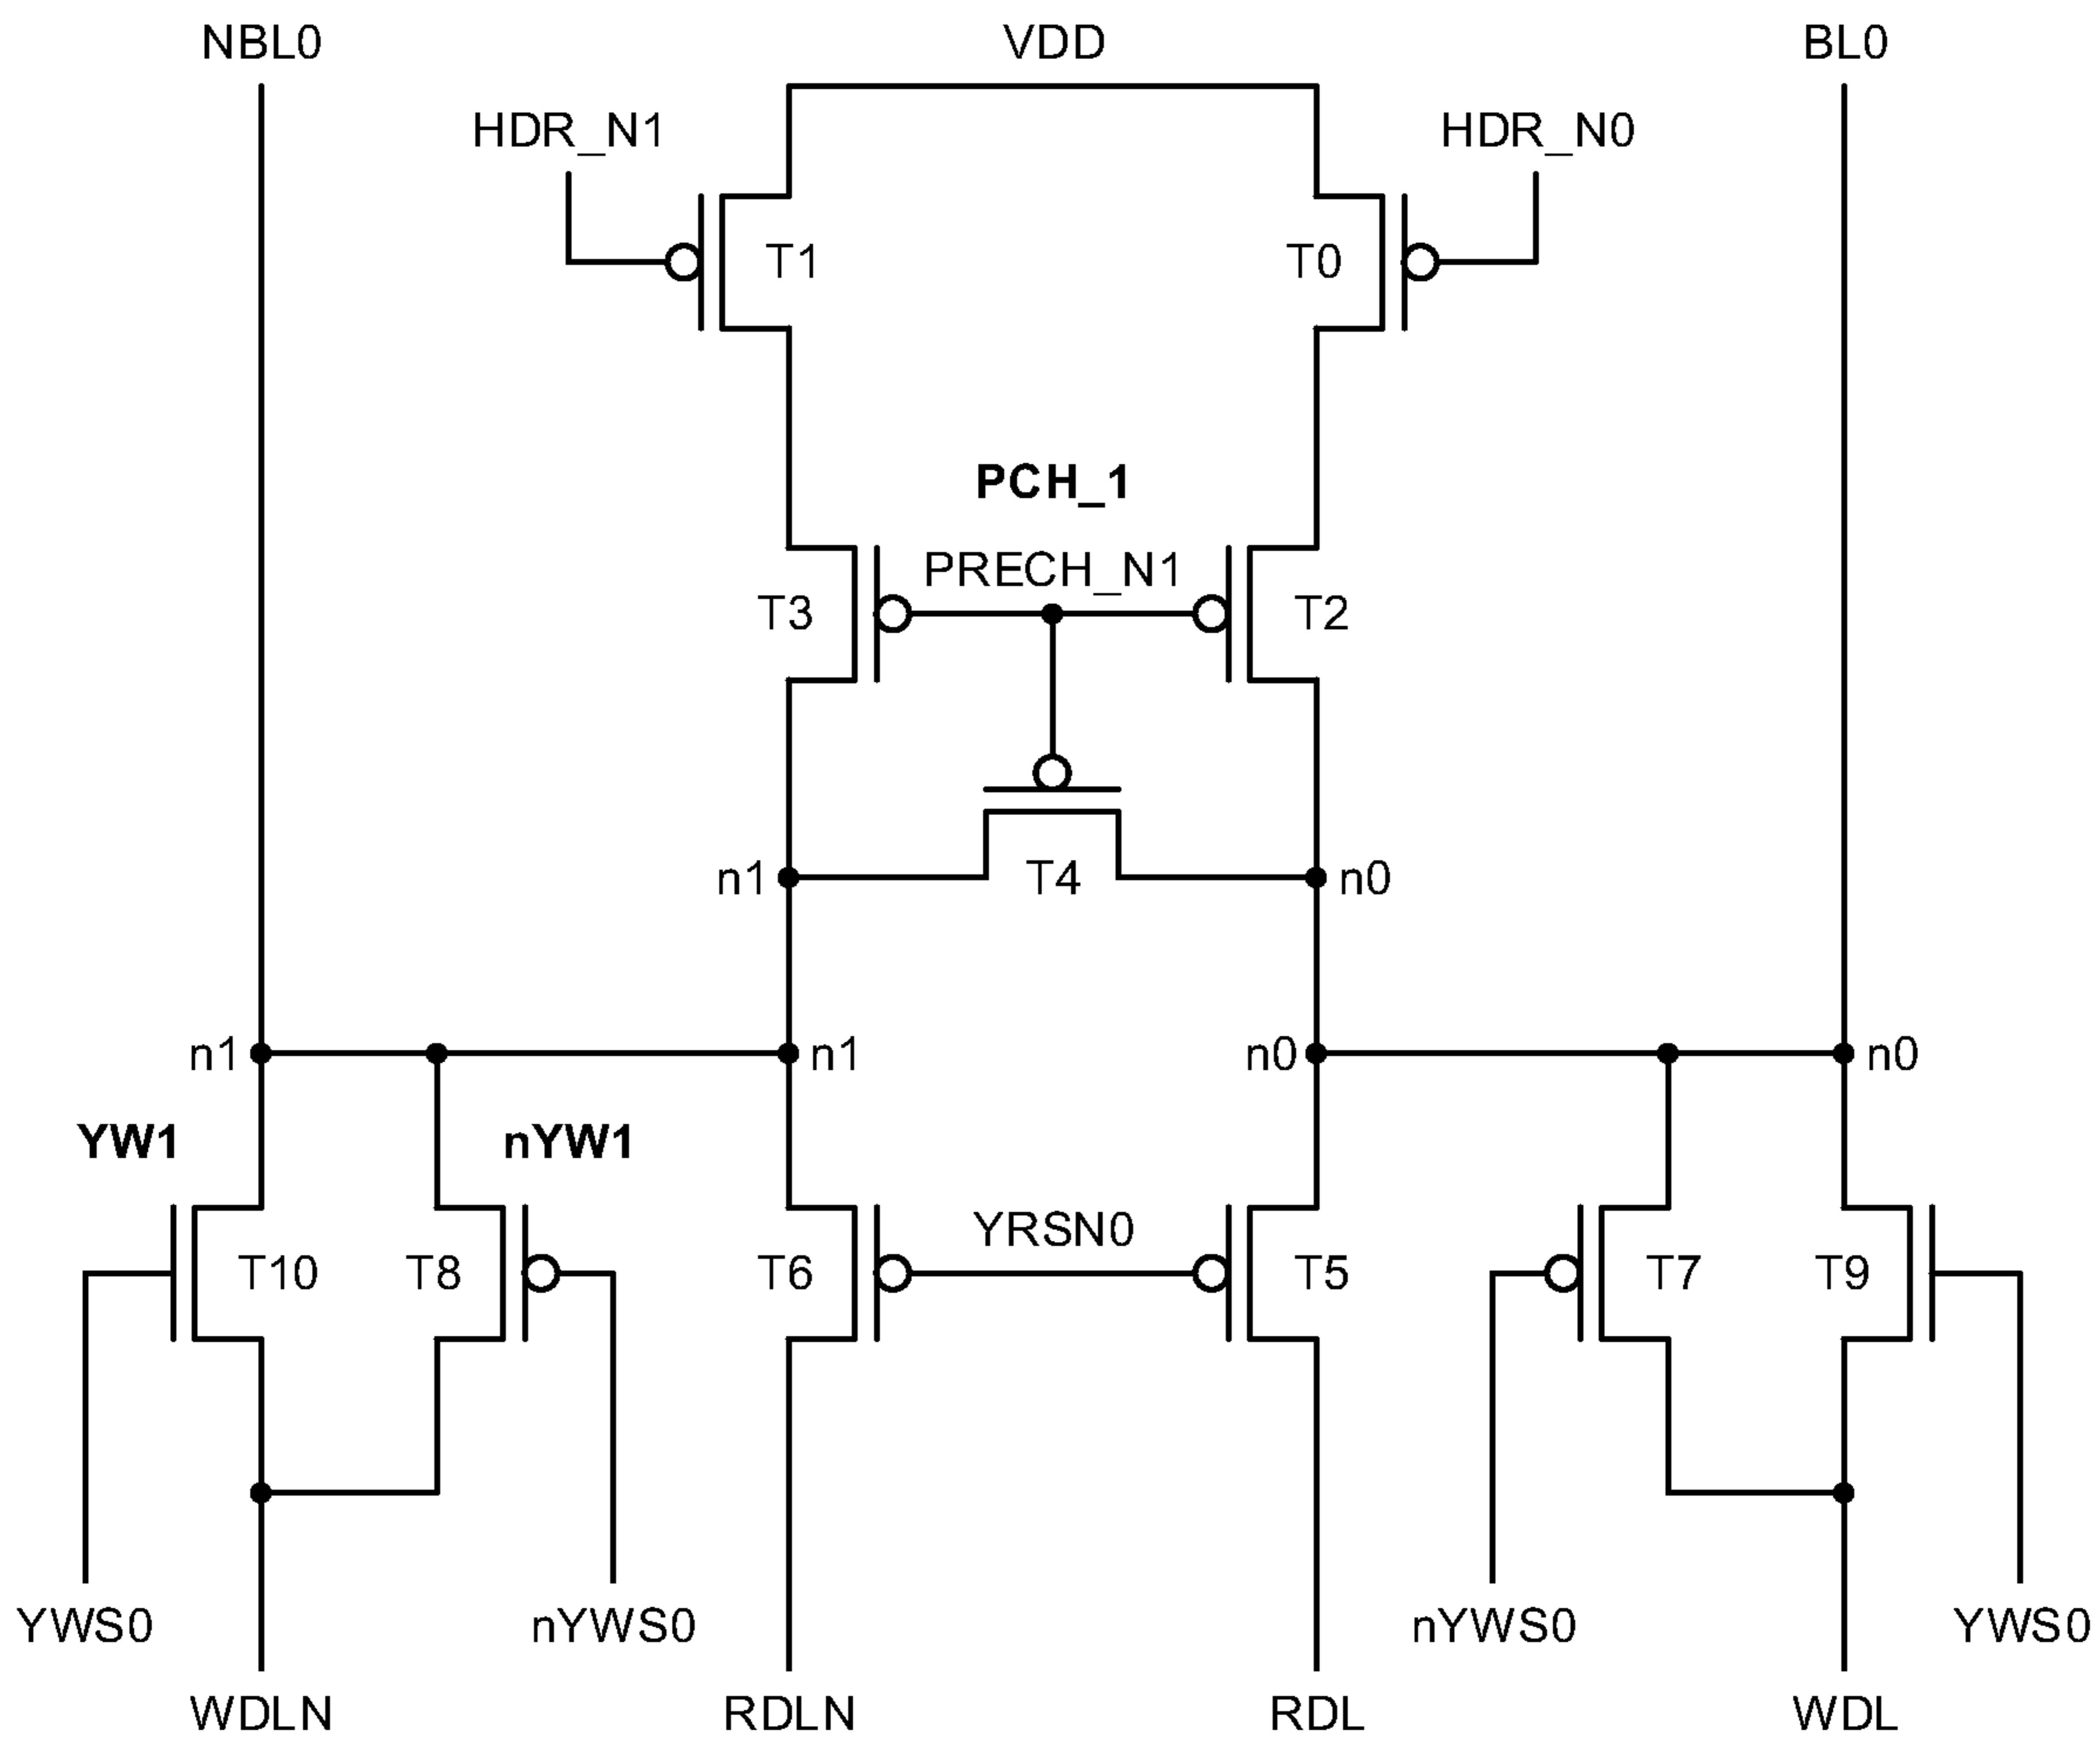 NBL0
VDD
BL0
HDR_N1
HDR_N0
T1
T0
PCH_1
PRECH_N1
T3
T2
n1
T4
n0
n1
n1
n0
n0
YW1
nYW1
YRSN0
T10
T8
T6
T5
T7
T9
YWS0
nYWS0
nYWS0
YWS0
WDLN
RDLN
RDL
WDL